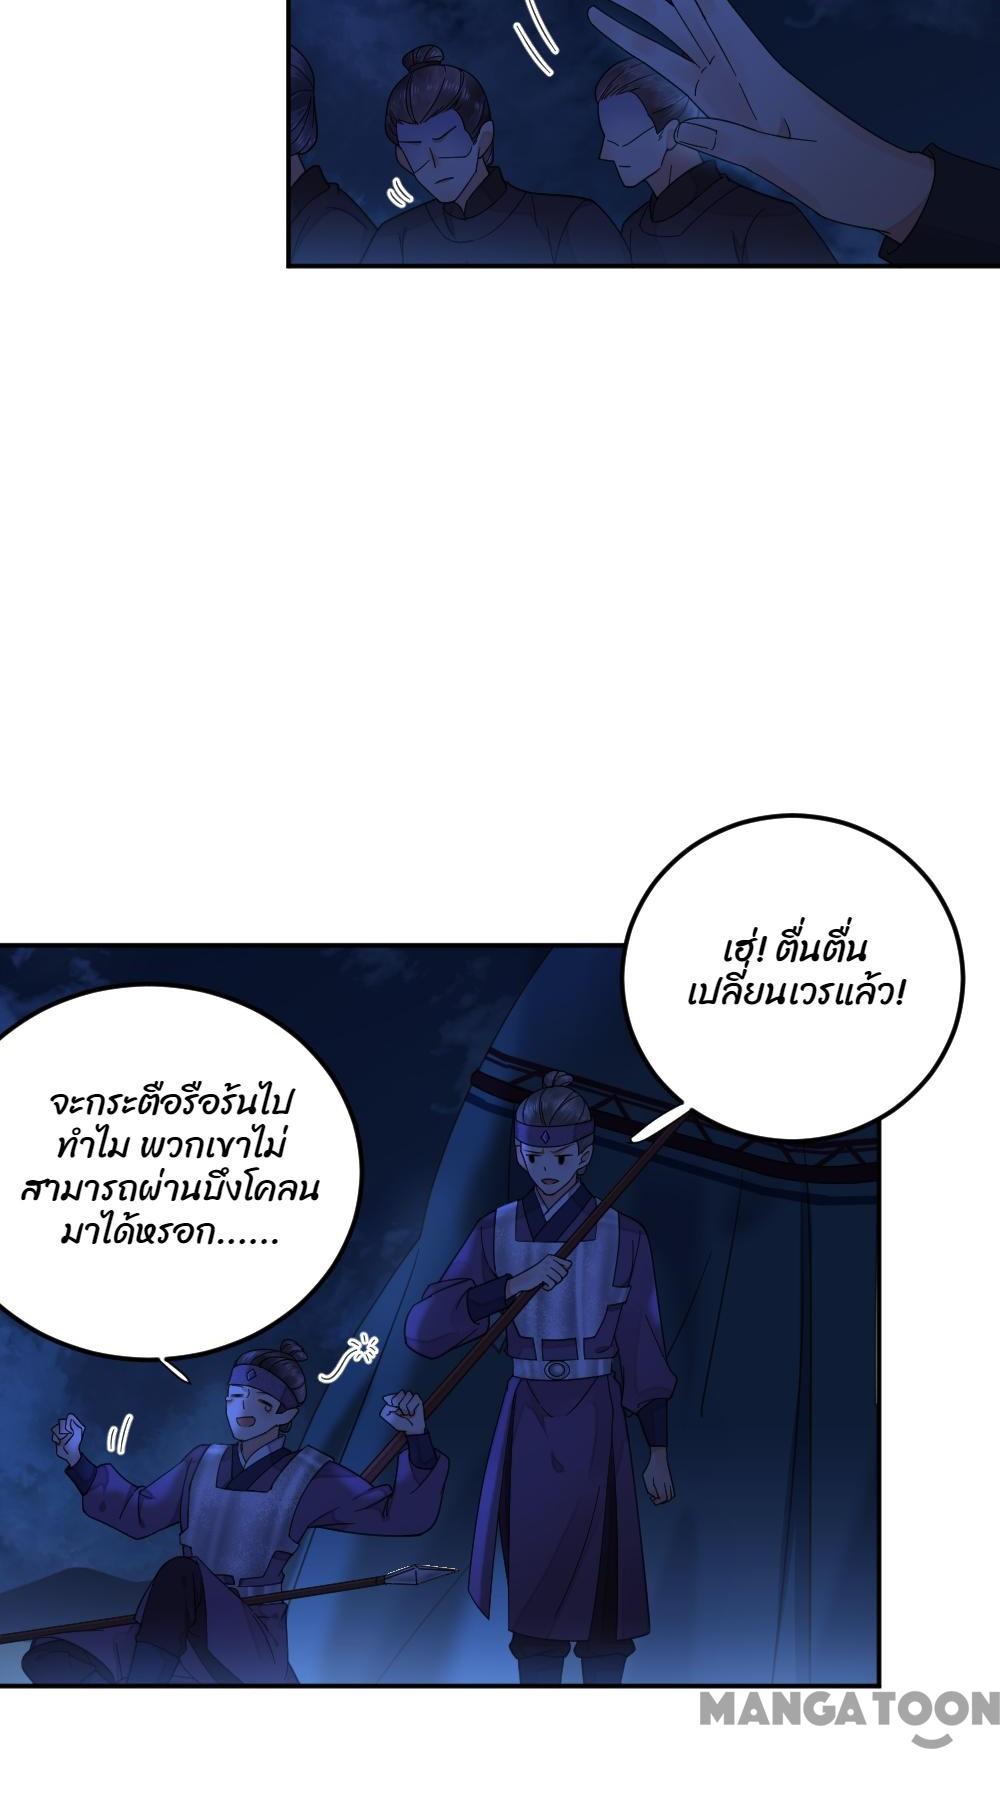 เฮ่! ตื่นตื่น
เปลี่ยนเวรแล้ว!
จะกระตือรือร้นไป
ทำไม พวกเขาไม่
สามารถผ่านบึงโคลน
มาได้หรอก......
MANGATOON